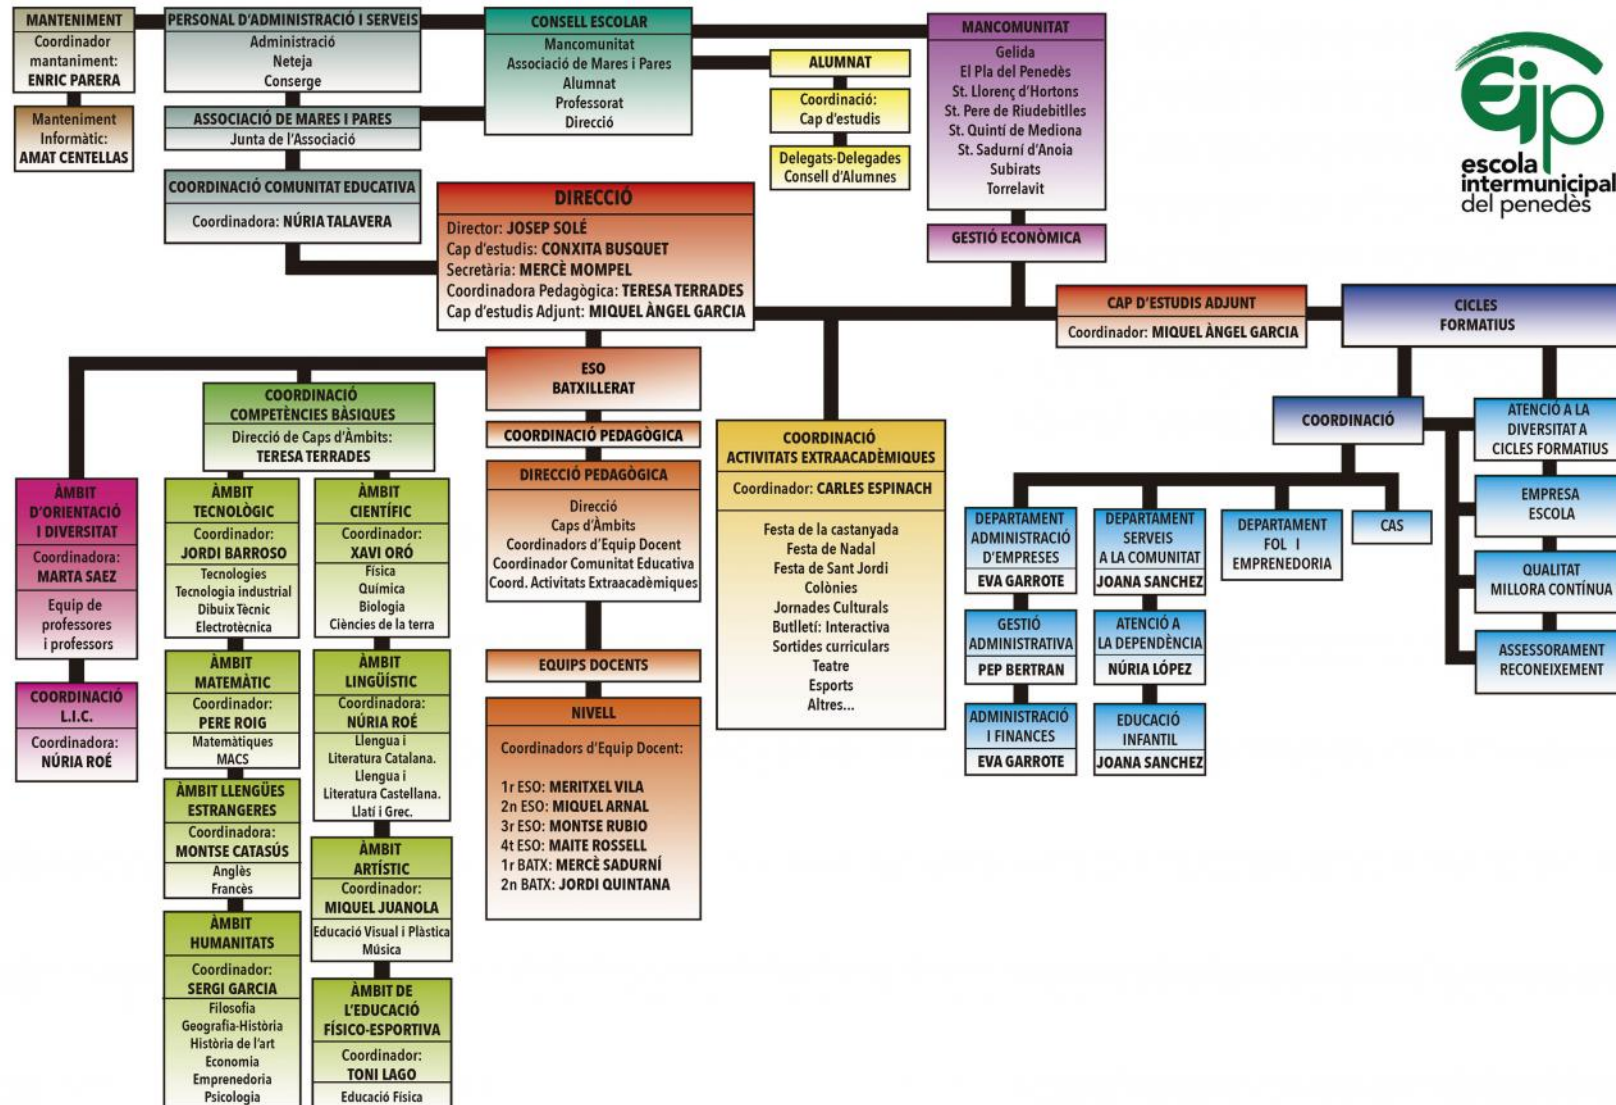 MANTENIMENT
Coordinador
mantaniment:
ENRIC PARERA
Manteniment
Informàtic:
AMAT CENTELLAS
PERSONAL D'ADMINISTRACIÓ I SERVEIS
Administració
Neteja
Conserge
ASSOCIACIÓ DE MARES I PARES
Junta de l'Associació
COORDINACIÓ COMUNITAT EDUCATIVA
Coordinadora: NÚRIA TALAVERA
CONSELL ESCOLAR
Mancomunitat
Associació de Mares i Pares
Alumnat
Professorat
Direcció
ALUMNAT
Coordinació:
Cap d'estudis
Delegats-Delegades
Consell d'Alumnes
MANCOMUNITAT
Gelida
El Pla del Penedès
St. Llorenç d'Hortons
St. Pere de Riudebitlles
St. Quintí de Mediona
St. Sadurní d'Anoia
Subirats
Torrelavit
GESTIÓ ECONÒMICA
eip
escola
intermunicipal
del penedès
DIRECCIÓ
Director: JOSEP SOLÉ
Cap d'estudis: CONXITA BUSQUET
Secretària: MERCÈ MOMPEL
Coordinadora Pedagògica: TERESA TERRADES
Cap d'estudis Adjunt: MIQUEL ÀNGEL GARCIA
CAP D'ESTUDIS ADJUNT
Coordinador: MIQUEL ÀNGEL GARCIA
CICLES
FORMATIUS
ESO
BATXILLERAT
COORDINACIÓ PEDAGÒGICA
DIRECCIÓ PEDAGÒGICA
Direcció
Caps d'Àmbits
Coordinadors d'Equip Docent
Coordinador Comunitat Educativa
Coord. Activitats Extraacadèmiques
EQUIPS DOCENTS
NIVELL
Coordinadors d'Equip Docent:
1r ESO: MERITXEL VILA
2n ESO: MIQUEL ARNAL
3r ESO: MONTSE RUBIO
4t ESO: MAITE ROSSELL
1r BATX: MERCÈ SADURNÍ
2n BATX: JORDI QUINTANA
COORDINACIÓ
COMPETÈNCIES BÀSIQUES
Direcció de Caps d'Àmbits:
TERESA TERRADES
ÀMBIT
D'ORIENTACIÓ
I DIVERSITAT
Coordinadora:
MARTA SAEZ
Equip de
professores
i professors
COORDINACIÓ
L.I.C.
Coordinadora:
NÚRIA ROÉ
ÀMBIT
TECNOLÒGIC
Coordinador:
JORDI BARROSO
Tecnologies
Tecnologia industrial
Dibuix Tècnic
Electrotècnica
ÀMBIT
MATEMÀTIC
Coordinador:
PERE ROIG
Matemàtiques
MACS
ÀMBIT LLENGÜES
ESTRANGERES
Coordinadora:
MONTSE CATASÚS
Anglès
Francès
ÀMBIT
HUMANITATS
Coordinador:
SERGI GARCIA
Filosofia
Geografia-Història
Història de l'art
Economia
Emprenedoria
Psicologia
ÀMBIT
CIENTÍFIC
Coordinador:
XAVI ORÓ
Física
Química
Biologia
Ciències de la terra
ÀMBIT
LINGÜÍSTIC
Coordinadora:
NÚRIA ROÉ
Llengua i
Literatura Catalana.
Llengua i
Literatura Castellana.
Llatí i Grec.
ÀMBIT
ARTÍSTIC
Coordinador:
MIQUEL JUANOLA
Educació Visual i Plàstica
Música
ÀMBIT DE
L'EDUCACIÓ
FÍSICO-ESPORTIVA
Coordinador:
TONI LAGO
Educació Física
COORDINACIÓ
ACTIVITATS EXTRAACADÈMIQUES
Coordinador: CARLES ESPINACH
Festa de la castanyada
Festa de Nadal
Festa de Sant Jordi
Colònies
Jornades Culturals
Butlletí: Interactiva
Sortides curriculars
Teatre
Esports
Altres...
COORDINACIÓ
DEPARTAMENT
ADMINISTRACIÓ
D'EMPRESES
EVA GARROTE
GESTIÓ
ADMINISTRATIVA
PEP BERTRAN
ADMINISTRACIÓ
I FINANCES
EVA GARROTE
DEPARTAMENT
SERVEIS
A LA COMUNITAT
JOANA SANCHEZ
ATENCIÓ A
LA DEPENDÈNCIA
NÚRIA LÓPEZ
EDUCACIÓ
INFANTIL
JOANA SANCHEZ
DEPARTAMENT
FOL I
EMPRENEDORIA
CAS
ATENCIÓ A LA
DIVERSITAT A
CICLES FORMATIUS
EMPRESA
ESCOLA
QUALITAT
MILLORA CONTÍNUA
ASSESSORAMENT
RECONEIXEMENT